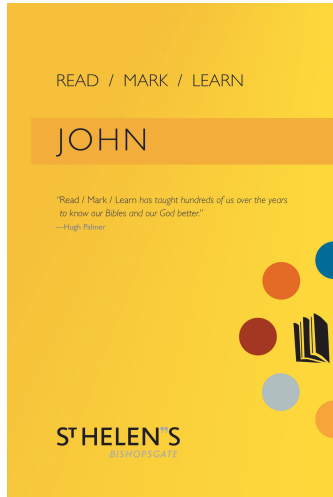 READ / MARK / LEARN
JOHN
“Read / Mark / Learn has taught hundreds of us over the years
to know our Bibles and our God better.”
—Hugh Palmer
ST HELEN"S
BISHOPSGATE